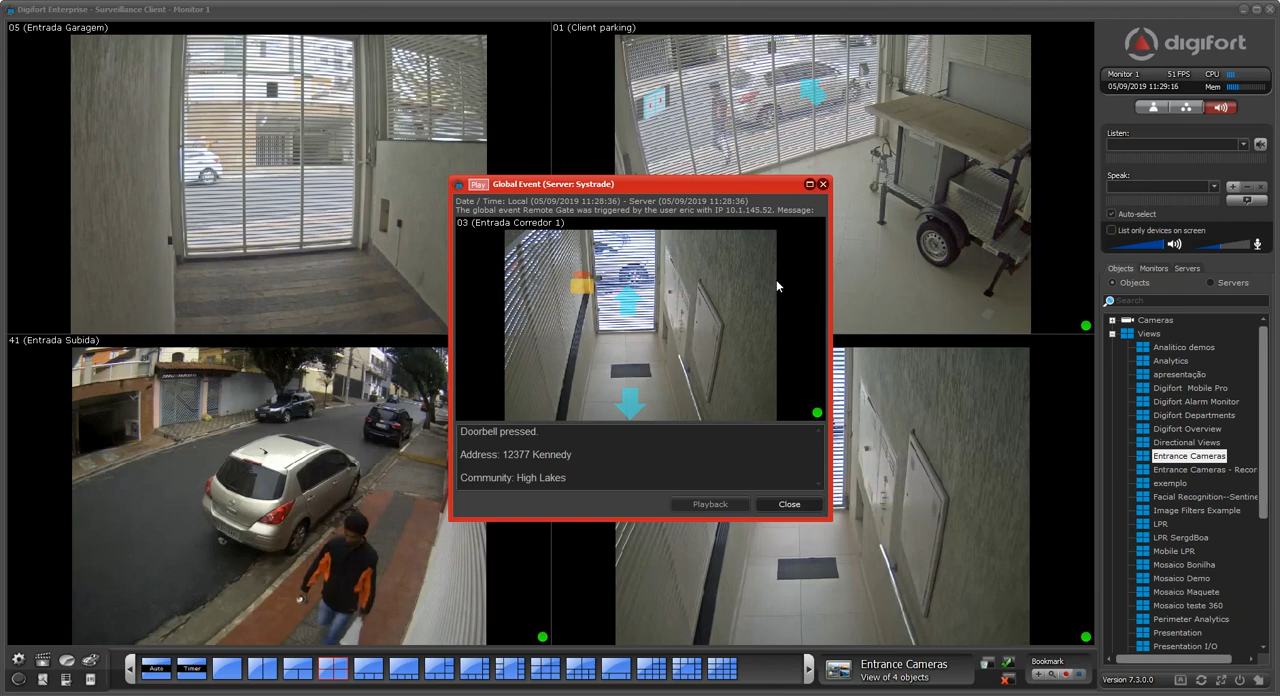 Digifort Enterprise - Surveillance Client - Monitor 1
05 (Entrada Garagem)
01 (Client parking)
41 (Entrada Subida)
Play Global Event (Server: Systrade)
Date / Time: Local (05/09/2019 11:28:36) - Server (05/09/2019 11:28:36)
The global event Remote Gate was triggered by the user eric with IP 10.1.145.52. Message:
03 (Entrada Corredor 1)
Doorbell pressed.
Address: 12377 Kennedy
Community: High Lakes
Playback Close
digifort
Monitor 1 51 FPS CPU
05/09/2019 11:29:16 Mem
Listen:
Speak:
Auto-select
List only devices on screen
Objects Monitors Servers
Objects Servers
Search
Cameras
Views
Analitico demos
Analytics
apresentação
Digifort Mobile Pro
Digifort Alarm Monitor
Digifort Departments
Digifort Overview
Directional Views
Entrance Cameras
Entrance Cameras - Recor
exemplo
Facial Recognition--Sentine
Image Filters Example
LPR
LPR SergdBoa
Mobile LPR
Mosaico Bonilha
Mosaico Demo
Mosaico Maquete
Mosaico teste 360
Perimeter Analytics
Presentation
Presentation I/O
Auto Timer
Entrance Cameras
View of 4 objects
Bookmark
Version 7.3.0.0